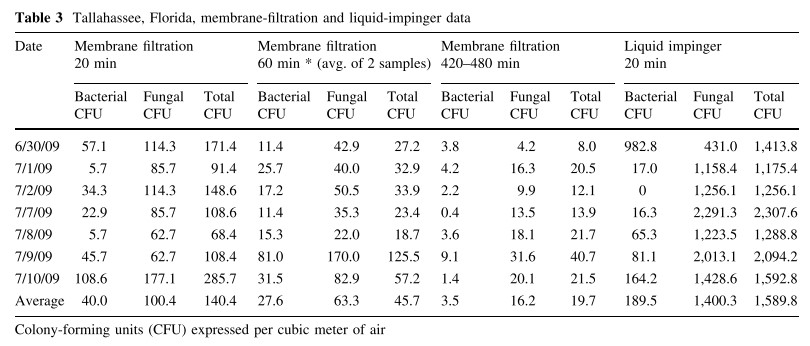 Table 3 Tallahassee, Florida, membrane-filtration and liquid-impinger data
Date Membrane filtration Membrane filtration Membrane filtration Liquid impinger
20 min 60 min * (avg. of 2 samples) 420–480 min 20 min
Bacterial Fungal Total Bacterial Fungal Total Bacterial Fungal Total Bacterial Fungal Total
CFU CFU CFU CFU CFU CFU CFU CFU CFU CFU CFU CFU
6/30/09 57.1 114.3 171.4 11.4 42.9 27.2 3.8 4.2 8.0 982.8 431.0 1,413.8
7/1/09 5.7 85.7 91.4 25.7 40.0 32.9 4.2 16.3 20.5 17.0 1,158.4 1,175.4
7/2/09 34.3 114.3 148.6 17.2 50.5 33.9 2.2 9.9 12.1 0 1,256.1 1,256.1
7/7/09 22.9 85.7 108.6 11.4 35.3 23.4 0.4 13.5 13.9 16.3 2,291.3 2,307.6
7/8/09 5.7 62.7 68.4 15.3 22.0 18.7 3.6 18.1 21.7 65.3 1,223.5 1,288.8
7/9/09 45.7 62.7 108.4 81.0 170.0 125.5 9.1 31.6 40.7 81.1 2,013.1 2,094.2
7/10/09 108.6 177.1 285.7 31.5 82.9 57.2 1.4 20.1 21.5 164.2 1,428.6 1,592.8
Average 40.0 100.4 140.4 27.6 63.3 45.7 3.5 16.2 19.7 189.5 1,400.3 1,589.8
Colony-forming units (CFU) expressed per cubic meter of air